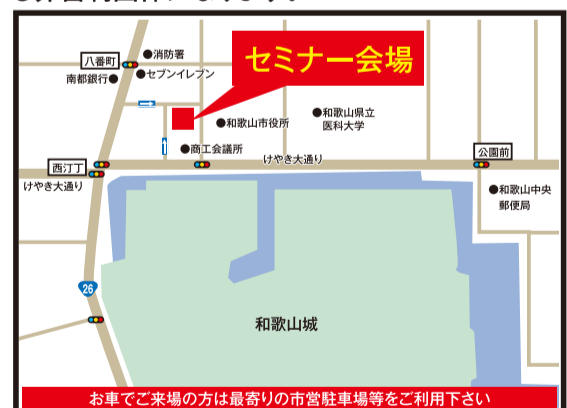 八番町
●消防署
南都銀行●
●セブンイレブン
セミナー会場
●和歌山市役所
●和歌山県立
医科大学
●商工会議所
けやき大通り
公園前
西汀丁
けやき大通り
●和歌山中央
郵便局
26
和歌山城
お車でご来場の方は最寄りの市営駐車場等をご利用下さい